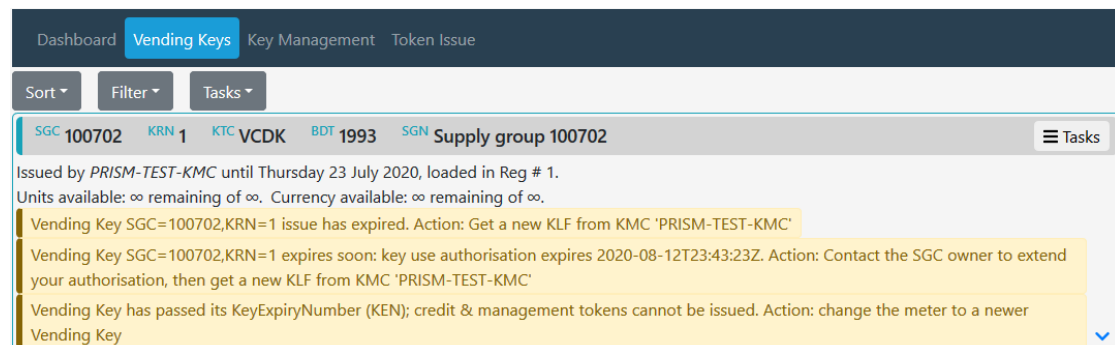 Dashboard Vending Keys Key Management Token Issue
Sort Filter Tasks
SGC 100702 KRN 1 KTC VCDK BDT 1993 SGN Supply group 100702 Tasks
Issued by PRISM-TEST-KMC until Thursday 23 July 2020, loaded in Reg # 1.
Units available: ∞ remaining of ∞. Currency available: ∞ remaining of ∞.
Vending Key SGC=100702,KRN=1 issue has expired. Action: Get a new KLF from KMC 'PRISM-TEST-KMC'
Vending Key SGC=100702,KRN=1 expires soon: key use authorisation expires 2020-08-12T23:43:23Z. Action: Contact the SGC owner to extend
your authorisation, then get a new KLF from KMC 'PRISM-TEST-KMC'
Vending Key has passed its KeyExpiryNumber (KEN); credit & management tokens cannot be issued. Action: change the meter to a newer
Vending Key